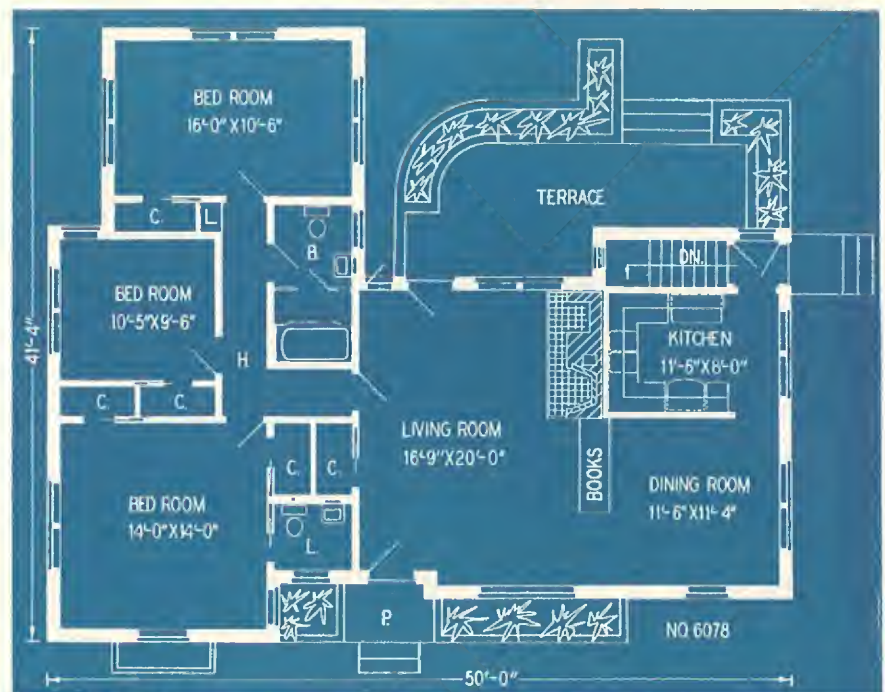 BED ROOM
16'-0" X 10'-6"
C.
L.
B.
TERRACE
DN.
BED ROOM
10'-5" X 9'-6"
H.
KITCHEN
11'-6" X 8'-0"
41'-4"
C.
C.
LIVING ROOM
16'-9" X 20'-0"
BED ROOM
14'-0" X 14'-0"
C.
C.
BOOKS
DINING ROOM
11'-6" X 11'-4"
L.
P.
NO. 6078
50'-0"